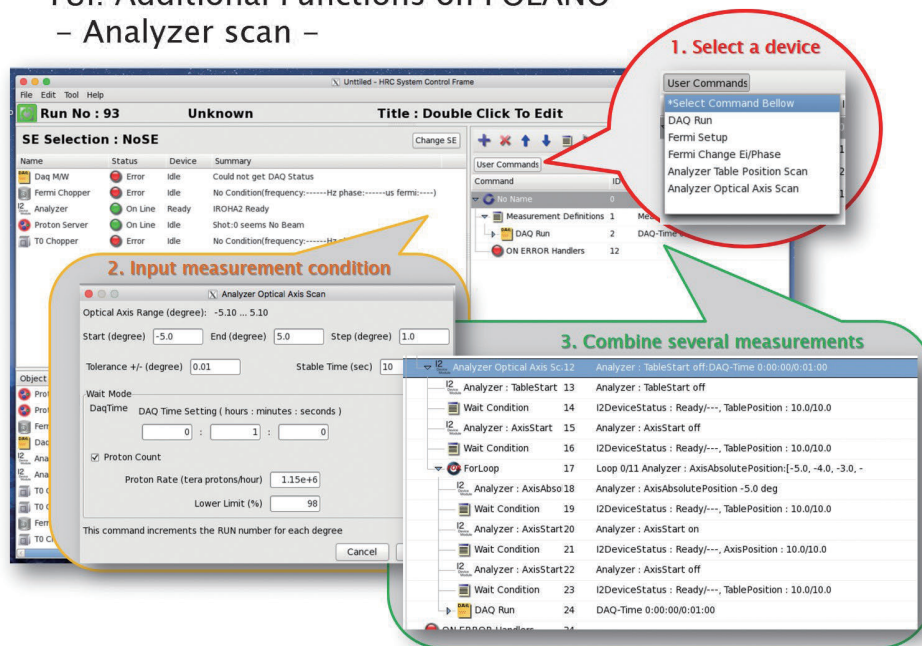 – Analyzer scan –
1. Select a device
User Commands
*Select Command Bellow
DAQ Run
Fermi Setup
Fermi Change Ei/Phase
Analyzer Table Position Scan
Analyzer Optical Axis Scan
Untitled - HRC System Control Frame
File Edit Tool Help
Run No : 93 Unknown Title : Double Click To Edit
SE Selection : NoSE Change SE
Name Status Device Summary
Daq M/W Error Idle Could not get DAQ Status
Fermi Chopper Error Idle No Condition(frequency:------Hz phase:------us fermi:----)
Analyzer On Line Ready IROHA2 Ready
Proton Server On Line Idle Shot:0 seems No Beam
T0 Chopper Error Idle No Condition(frequency:------Hz
User Commands
Command ID
No Name 0
Measurement Definitions 1
DAQ Run 2 DAQ-Time
ON ERROR Handlers 12
2. Input measurement condition
Analyzer Optical Axis Scan
Optical Axis Range (degree): -5.10 ... 5.10
Start (degree) -5.0 End (degree) 5.0 Step (degree) 1.0
Tolerance +/- (degree) 0.01 Stable Time (sec) 10
Wait Mode
DaqTime DAQ Time Setting ( hours : minutes : seconds )
0 : 1 : 0
Proton Count
Proton Rate (tera protons/hour) 1.15e+6
Lower Limit (%) 98
This command increments the RUN number for each degree
Cancel
Object
3. Combine several measurements
Analyzer Optical Axis Sc 12 Analyzer : TableStart off:DAQ-Time 0:00:00/0:01:00
Analyzer : TableStart 13 Analyzer : TableStart off
Wait Condition 14 I2DeviceStatus : Ready/---, TablePosition : 10.0/10.0
Analyzer : AxisStart 15 Analyzer : AxisStart off
Wait Condition 16 I2DeviceStatus : Ready/---, TablePosition : 10.0/10.0
ForLoop 17 Loop 0/11 Analyzer : AxisAbsolutePosition:[-5.0, -4.0, -3.0, -
Analyzer : AxisAbso 18 Analyzer : AxisAbsolutePosition -5.0 deg
Wait Condition 19 I2DeviceStatus : Ready/---, TablePosition : 10.0/10.0
Analyzer : AxisStart 20 Analyzer : AxisStart on
Wait Condition 21 I2DeviceStatus : Ready/---, AxisPosition : 10.0/10.0
Analyzer : AxisStart 22 Analyzer : AxisStart off
Wait Condition 23 I2DeviceStatus : Ready/---, TablePosition : 10.0/10.0
DAQ Run 24 DAQ-Time 0:00:00/0:01:00